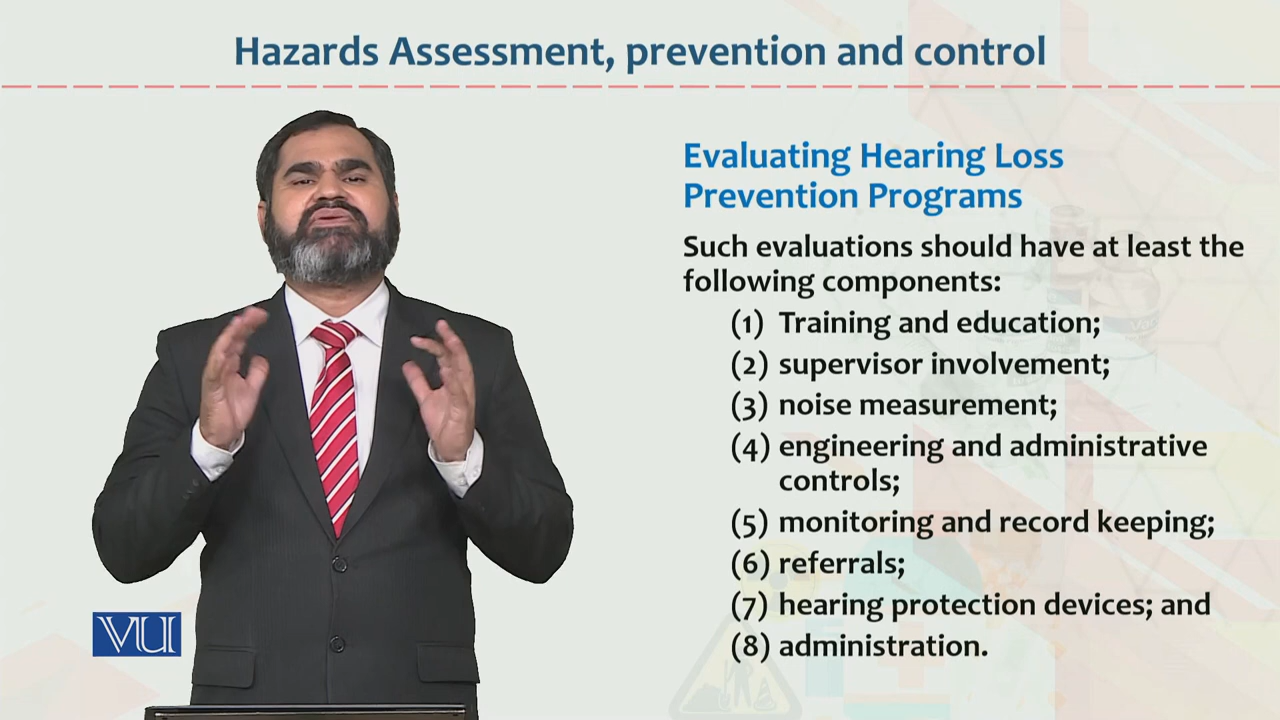 Hazards Assessment, prevention and control
Evaluating Hearing Loss
Prevention Programs
Such evaluations should have at least the
following components:
(1) Training and education;
(2) supervisor involvement;
(3) noise measurement;
(4) engineering and administrative
controls;
(5) monitoring and record keeping;
(6) referrals;
(7) hearing protection devices; and
(8) administration.
VU